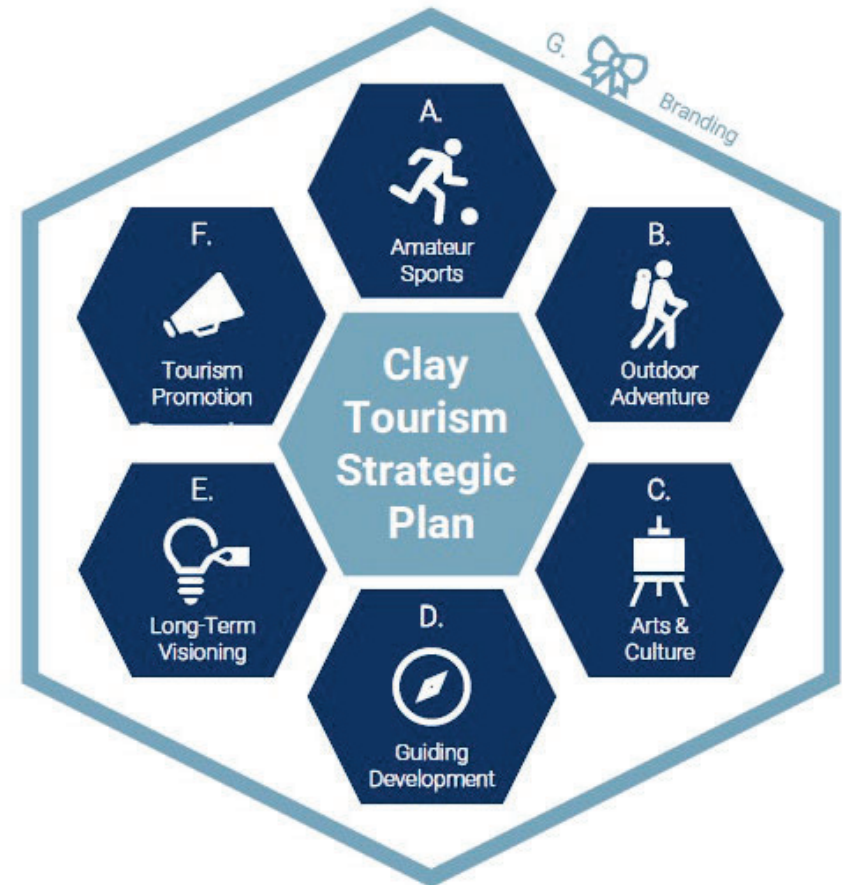 G.
Branding
A.
Amateur
Sports
F.
Tourism
Promotion
B.
Outdoor
Adventure
Clay
Tourism
Strategic
Plan
E.
Long-Term
Visioning
C.
Arts &
Culture
D.
Guiding
Development